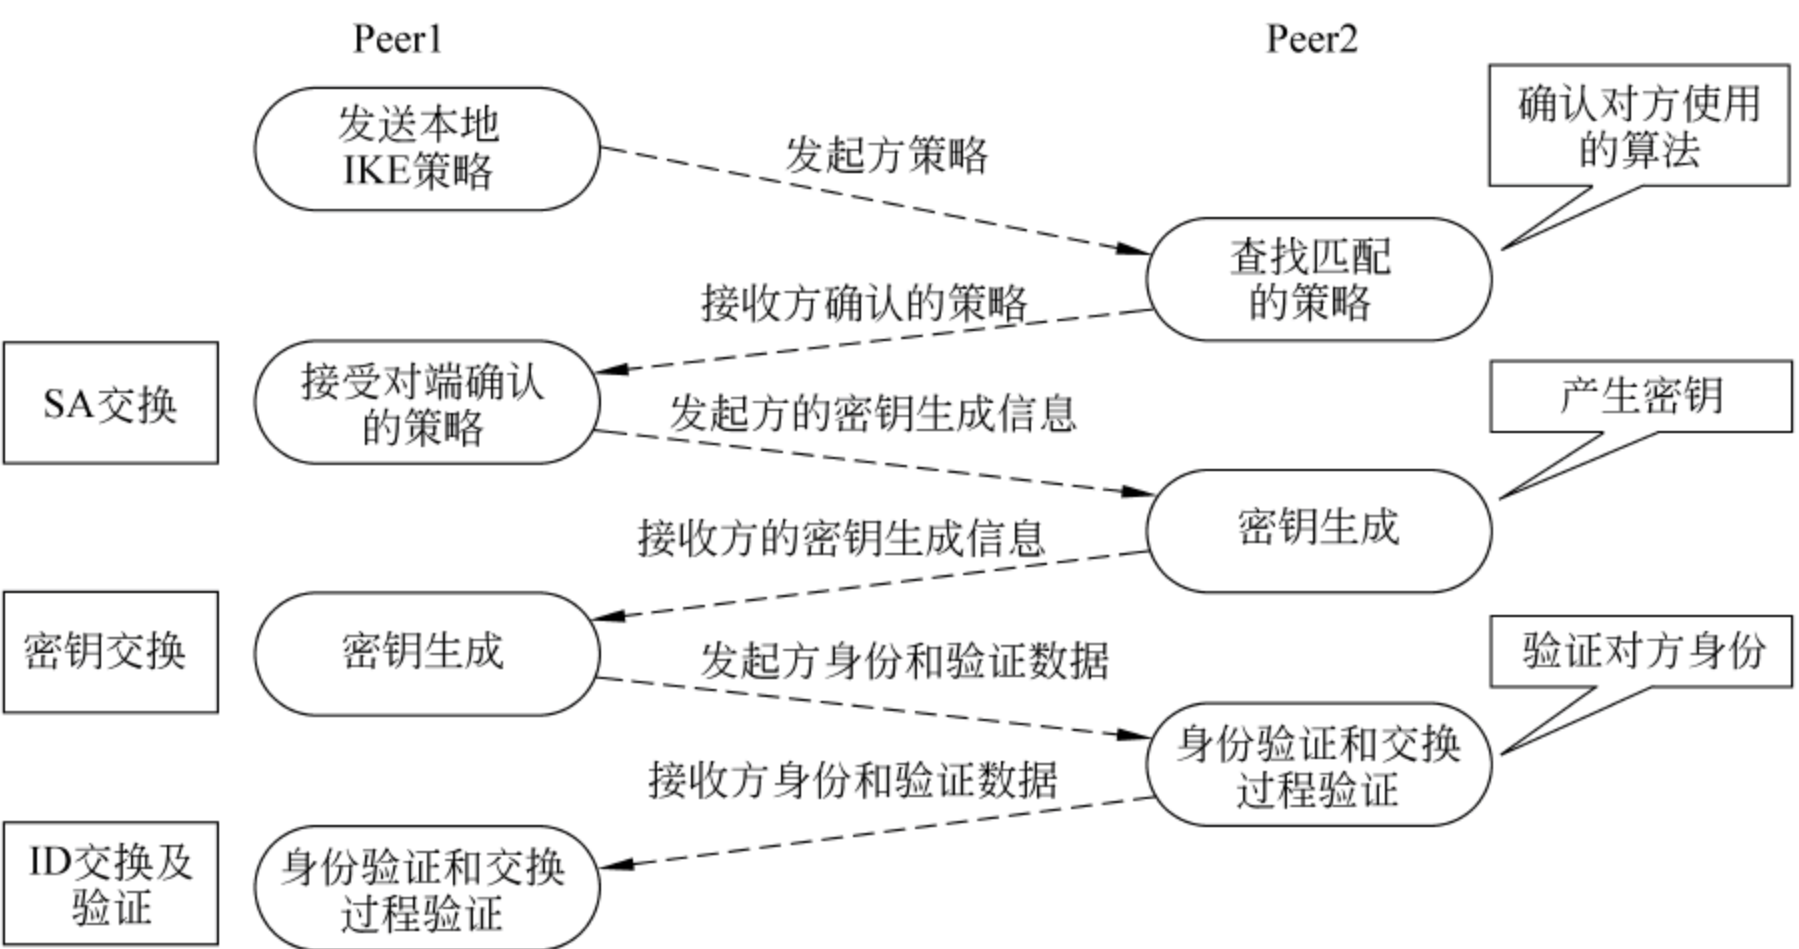 Peer1
Peer2
发送本地
IKE策略
发起方策略
确认对方使用
的算法
查找匹配
的策略
接收方确认的策略
SA交换
接受对端确认
的策略
发起方的密钥生成信息
产生密钥
密钥生成
接收方的密钥生成信息
密钥交换
密钥生成
发起方身份和验证数据
验证对方身份
身份验证和交换
过程验证
接收方身份和验证数据
ID交换及
验证
身份验证和交换
过程验证